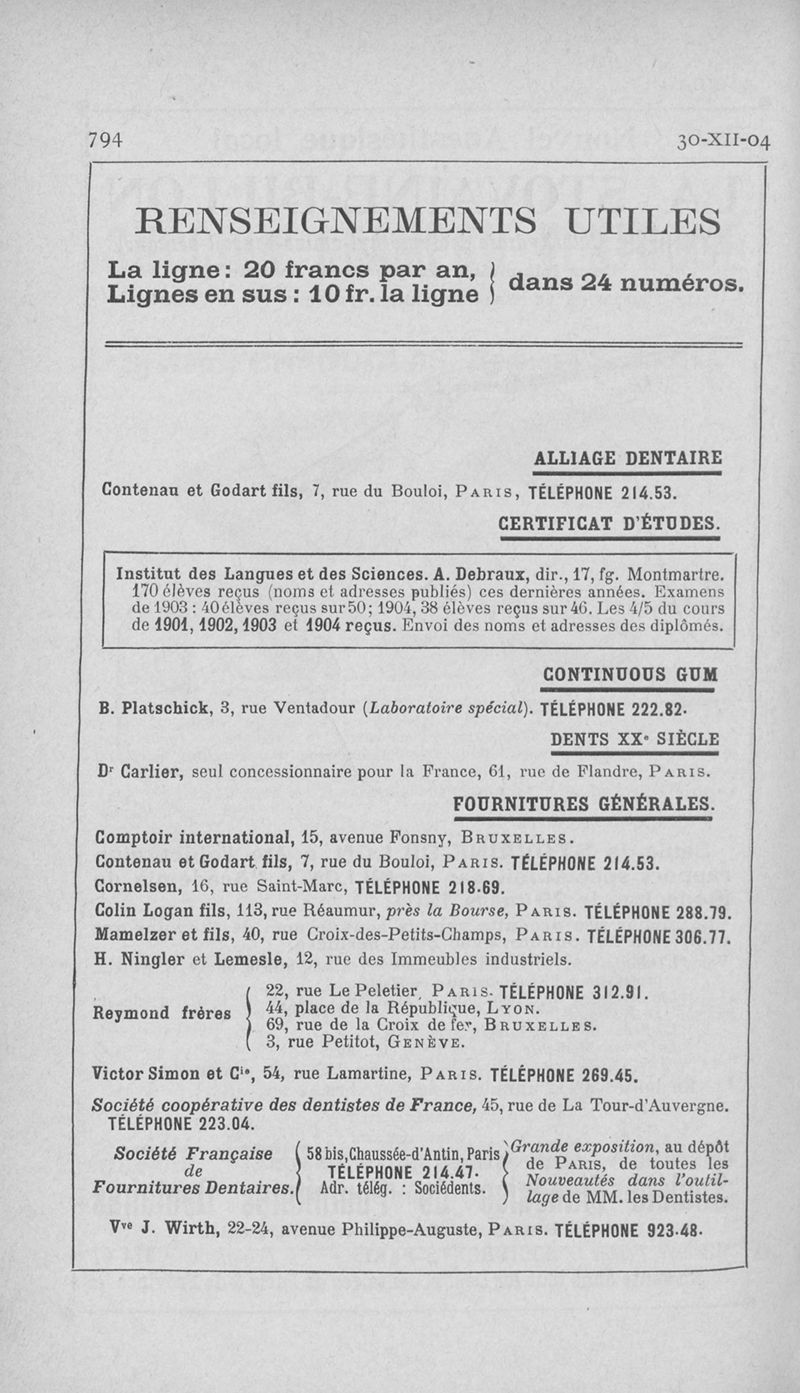 794 30-XII-04
RENSEIGNEMENTS UTILES
La ligne: 20 francs par an, } dans 24 numéros.
Lignes en sus : 10 fr. la ligne
ALLIAGE DENTAIRE
Contenau et Godart fils, 7, rue du Bouloi, PARIS, TÉLÉPHONE 214.53.
CERTIFICAT D'ÉTUDES.
Institut des Langues et des Sciences. A. Debraux, dir., 17, fg. Montmartre.
170 élèves reçus (noms et adresses publiés) ces dernières années. Examens
de 1903 : 40 élèves reçus sur 50; 1904, 38 élèves reçus sur 46. Les 4/5 du cours
de 1901, 1902, 1903 et 1904 reçus. Envoi des noms et adresses des diplômés.
CONTINUOUS GUM
B. Platschick, 3, rue Ventadour (Laboratoire spécial). TÉLÉPHONE 222.82.
DENTS XXe SIÈCLE
Dr Carlier, seul concessionnaire pour la France, 61, rue de Flandre, PARIS.
FOURNITURES GÉNÉRALES.
Comptoir international, 15, avenue Fonsny, BRUXELLES.
Contenau et Godart fils, 7, rue du Bouloi, PARIS. TÉLÉPHONE 214.53.
Cornelsen, 16, rue Saint-Marc, TÉLÉPHONE 218.69.
Colin Logan fils, 113, rue Réaumur, près la Bourse, PARIS. TÉLÉPHONE 288.79.
Mamelzer et fils, 40, rue Croix-des-Petits-Champs, PARIS. TÉLÉPHONE 306.77.
H. Ningler et Lemesle, 12, rue des Immeubles industriels.
Reymond frères { 22, rue Le Peletier, PARIS. TÉLÉPHONE 312.91.
44, place de la République, LYON.
69, rue de la Croix de fer, BRUXELLES.
3, rue Petitot, GENÈVE.
Victor Simon et Cie, 54, rue Lamartine, PARIS. TÉLÉPHONE 269.45.
Société coopérative des dentistes de France, 45, rue de La Tour-d'Auvergne.
TÉLÉPHONE 223.04.
Société Française
de
Fournitures Dentaires.
58 bis, Chaussée-d'Antin, Paris
TÉLÉPHONE 214.47.
Adr. télég. : Sociédents.
Grande exposition, au dépôt
de PARIS, de toutes les
Nouveautés dans l'outil-
lage de MM. les Dentistes.
Vve J. Wirth, 22-24, avenue Philippe-Auguste, PARIS. TÉLÉPHONE 923.48.